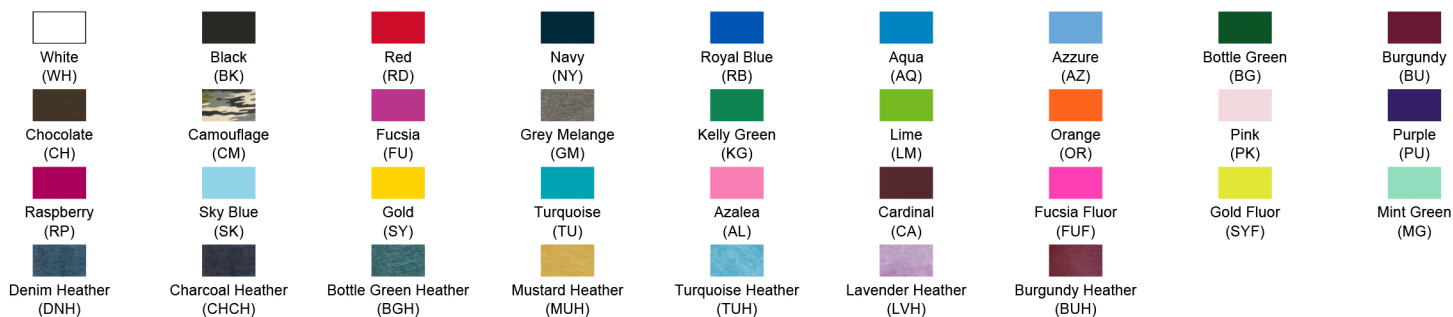 White
(WH)
Black
(BK)
Red
(RD)
Navy
(NY)
Royal Blue
(RB)
Aqua
(AQ)
Azzure
(AZ)
Bottle Green
(BG)
Burgundy
(BU)
Chocolate
(CH)
Camouflage
(CM)
Fucsia
(FU)
Grey Melange
(GM)
Kelly Green
(KG)
Lime
(LM)
Orange
(OR)
Pink
(PK)
Purple
(PU)
Raspberry
(RP)
Sky Blue
(SK)
Gold
(SY)
Turquoise
(TU)
Azalea
(AL)
Cardinal
(CA)
Fucsia Fluor
(FUF)
Gold Fluor
(SYF)
Mint Green
(MG)
Denim Heather
(DNH)
Charcoal Heather
(CHCH)
Bottle Green Heather
(BGH)
Mustard Heather
(MUH)
Turquoise Heather
(TUH)
Lavender Heather
(LVH)
Burgundy Heather
(BUH)